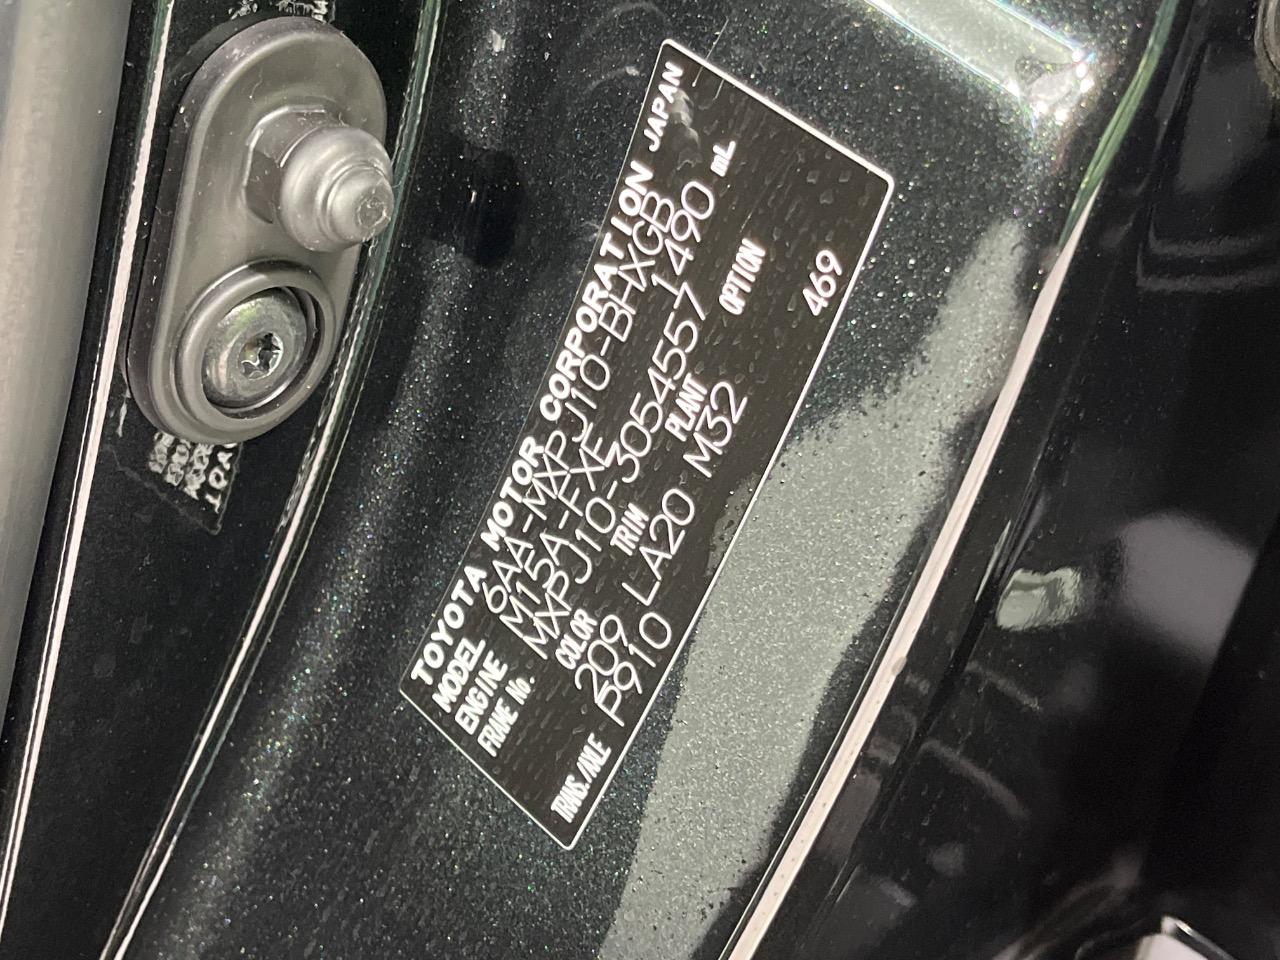 TOYOTA MOTOR CORPORATION JAPAN
MODEL 6AA-MXPJ10-BHXGB
ENGINE M15A-FXE 1490 mL
FRAME No. MXPJ10-3054557
COLOR TRIM PLANT OPTION
209 LA20 M32
TRANS./AXLE P910 469